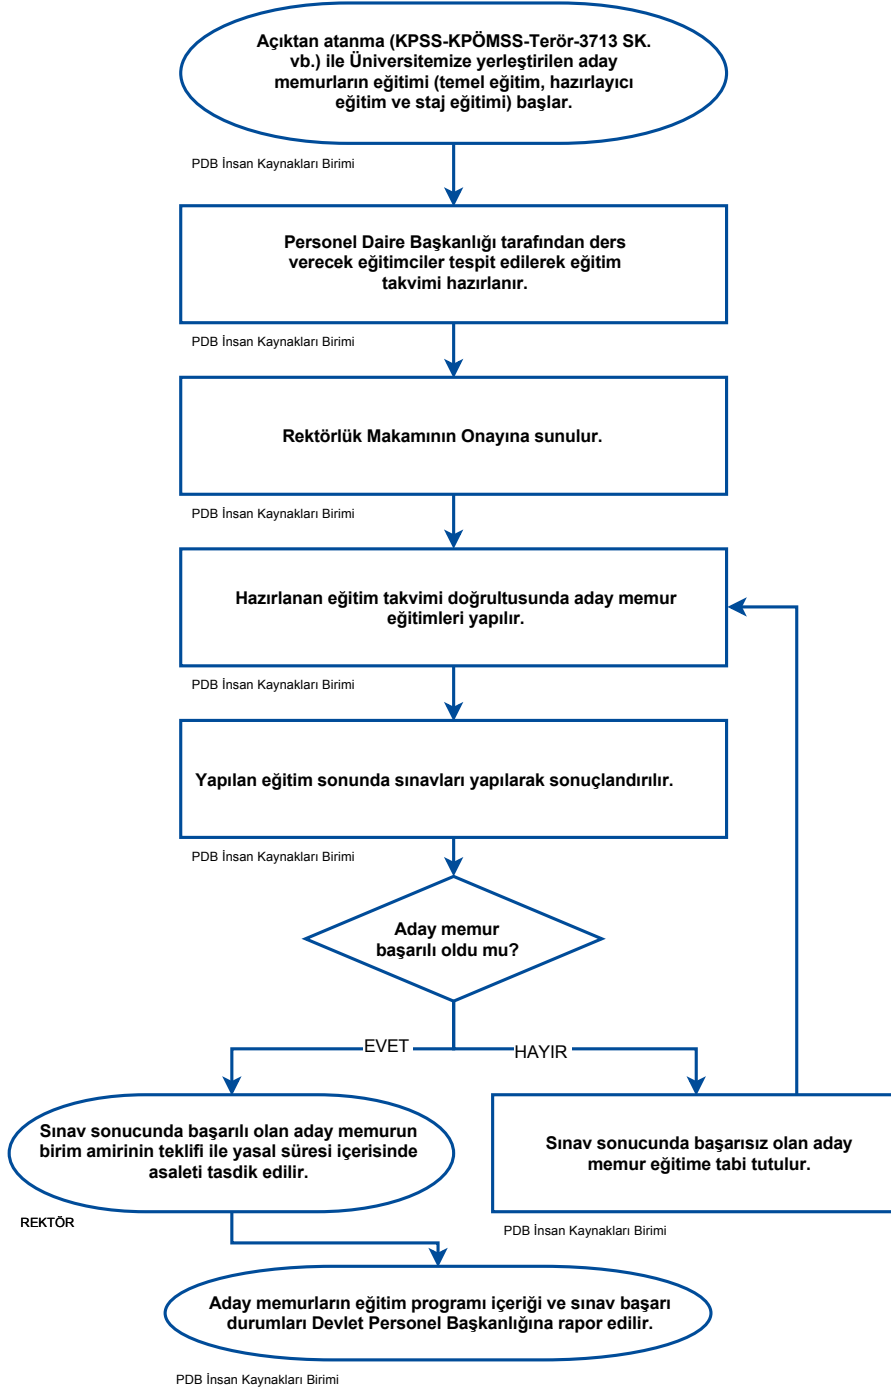 Açıktan atanma (KPSS-KPÖMSS-Terör-3713 SK.
vb.) ile Üniversitemize yerleştirilen aday
memurların eğitimi (temel eğitim, hazırlayıcı
eğitim ve staj eğitimi) başlar.
PDB İnsan Kaynakları Birimi
Personel Daire Başkanlığı tarafından ders
verecek eğitimciler tespit edilerek eğitim
takvimi hazırlanır.
PDB İnsan Kaynakları Birimi
Rektörlük Makamının Onayına sunulur.
PDB İnsan Kaynakları Birimi
Hazırlanan eğitim takvimi doğrultusunda aday memur
eğitimleri yapılır.
PDB İnsan Kaynakları Birimi
Yapılan eğitim sonunda sınavları yapılarak sonuçlandırılır.
PDB İnsan Kaynakları Birimi
Aday memur
başarılı oldu mu?
EVET
HAYIR
Sınav sonucunda başarılı olan aday memurun
birim amirinin teklifi ile yasal süresi içerisinde
asaleti tasdik edilir.
REKTÖR
Sınav sonucunda başarısız olan aday
memur eğitime tabi tutulur.
PDB İnsan Kaynakları Birimi
Aday memurların eğitim programı içeriği ve sınav başarı
durumları Devlet Personel Başkanlığına rapor edilir.
PDB İnsan Kaynakları Birimi